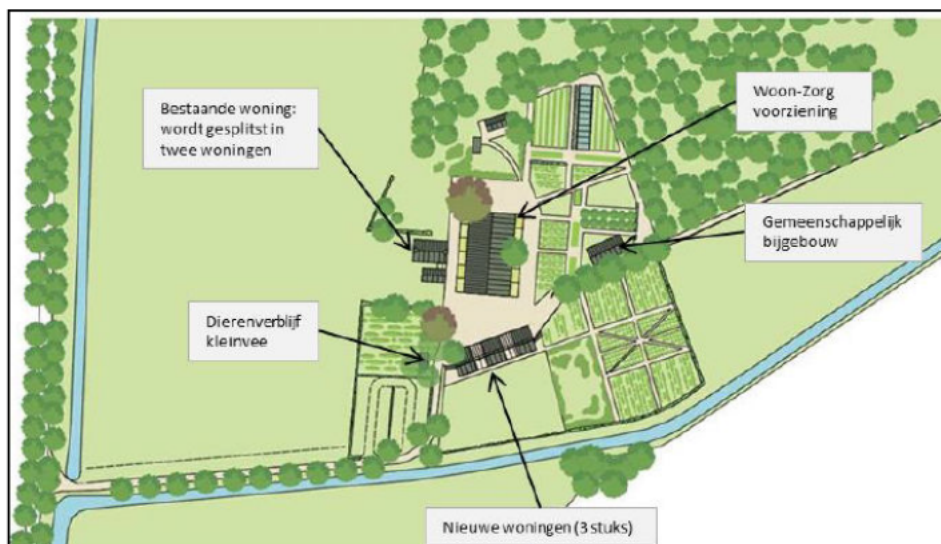 Bestaande woning:
wordt gesplitst in
twee woningen
Woon-Zorg
voorziening
Gemeenschappelijk
bijgebouw
Dierenverblijf
kleinvee
Nieuwe woningen (3 stuks)